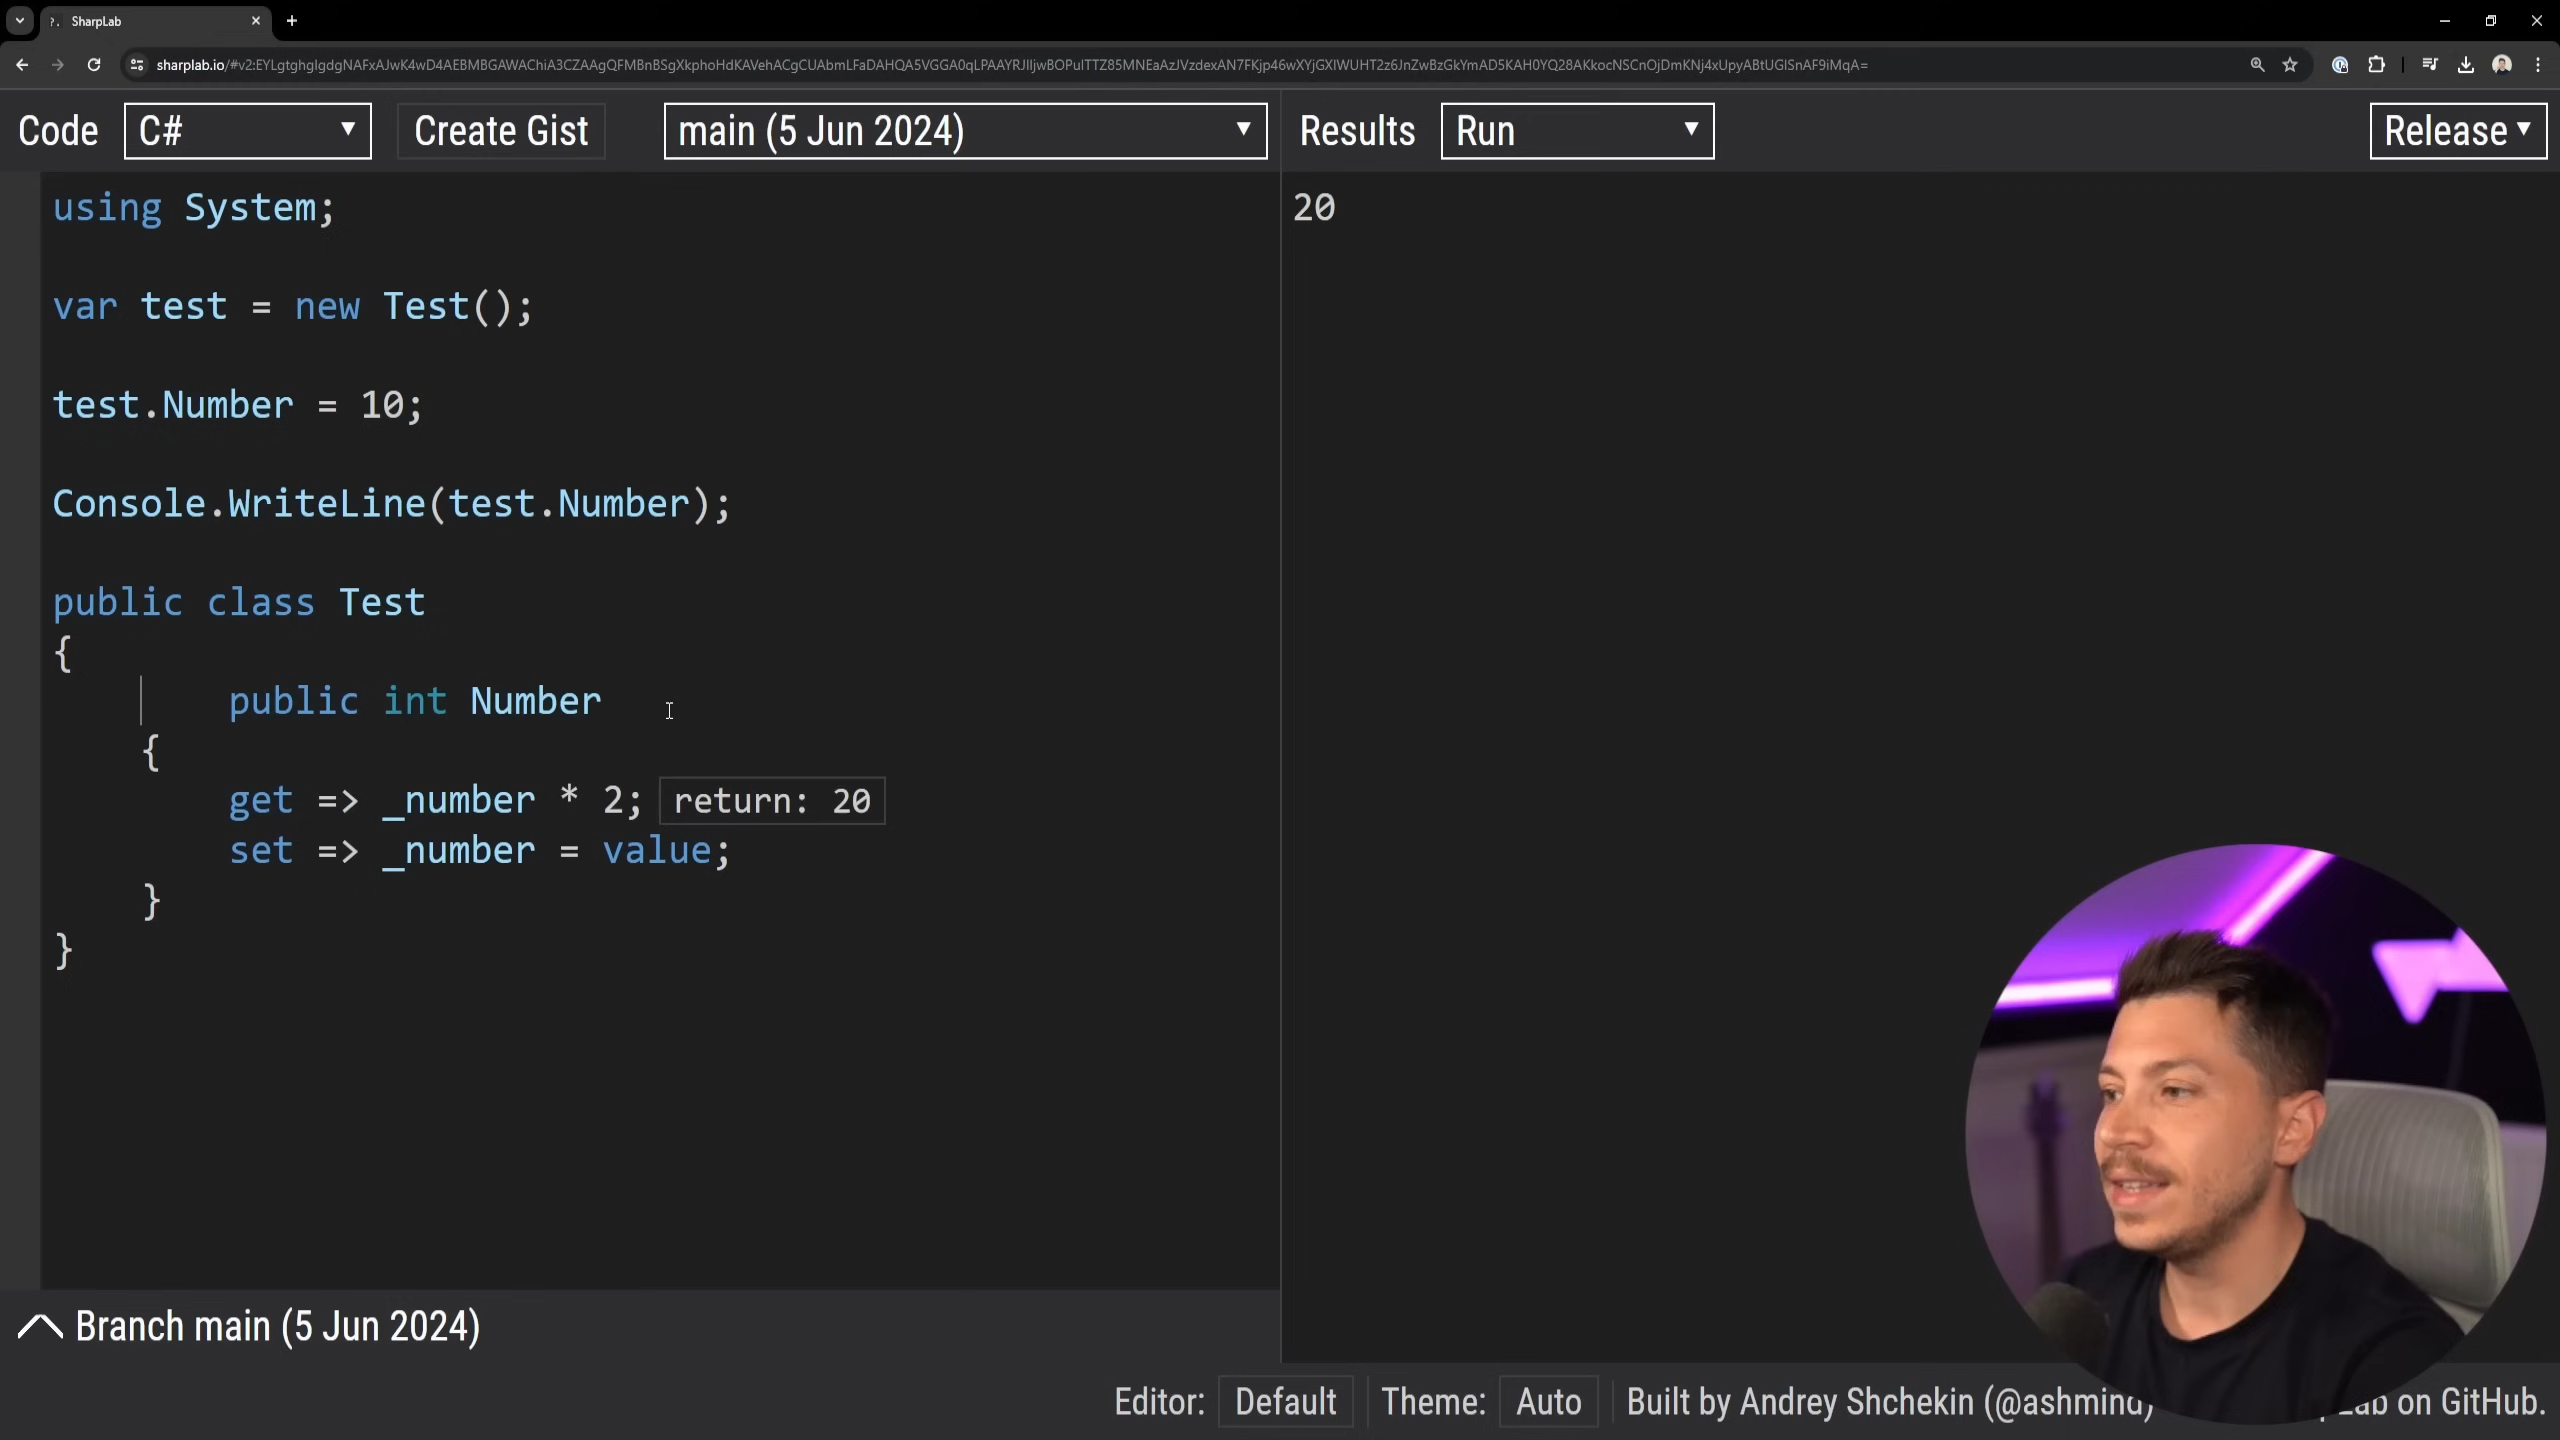 SharpLab
sharplab.io/#v2:EYLgtghglgdgNAFxAJwK4wD4AEBMBGAWAChiA3CZAAgQFMBnBSgXkphoHdKAVehACgCUAbmLFaDAHQA5VGGA0qLPAAYRJIljwBOPulTTZ85MNEaAzJVzdexAN7FKjp46wXYjGXIWUHT2z6JnZwBzGkYmAD5KAH0YQ28AKkocNSCnOjDmKNj4xUpyABtUGlSnAF9iMqA=
Code C# Create Gist main (5 Jun 2024) Results Run Release
using System;
20
var test = new Test();
test.Number = 10;
Console.WriteLine(test.Number);
public class Test
{
public int Number
{
get => _number * 2; return: 20
set => _number = value;
}
}
Branch main (5 Jun 2024)
Editor: Default Theme: Auto Built by Andrey Shchekin (@ashmind) on GitHub.